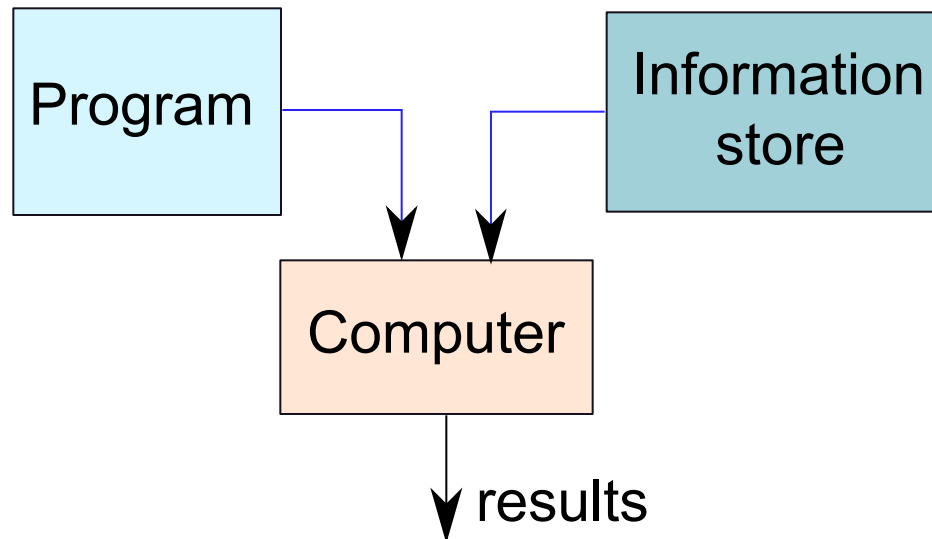 Program
Information
store
Computer
results